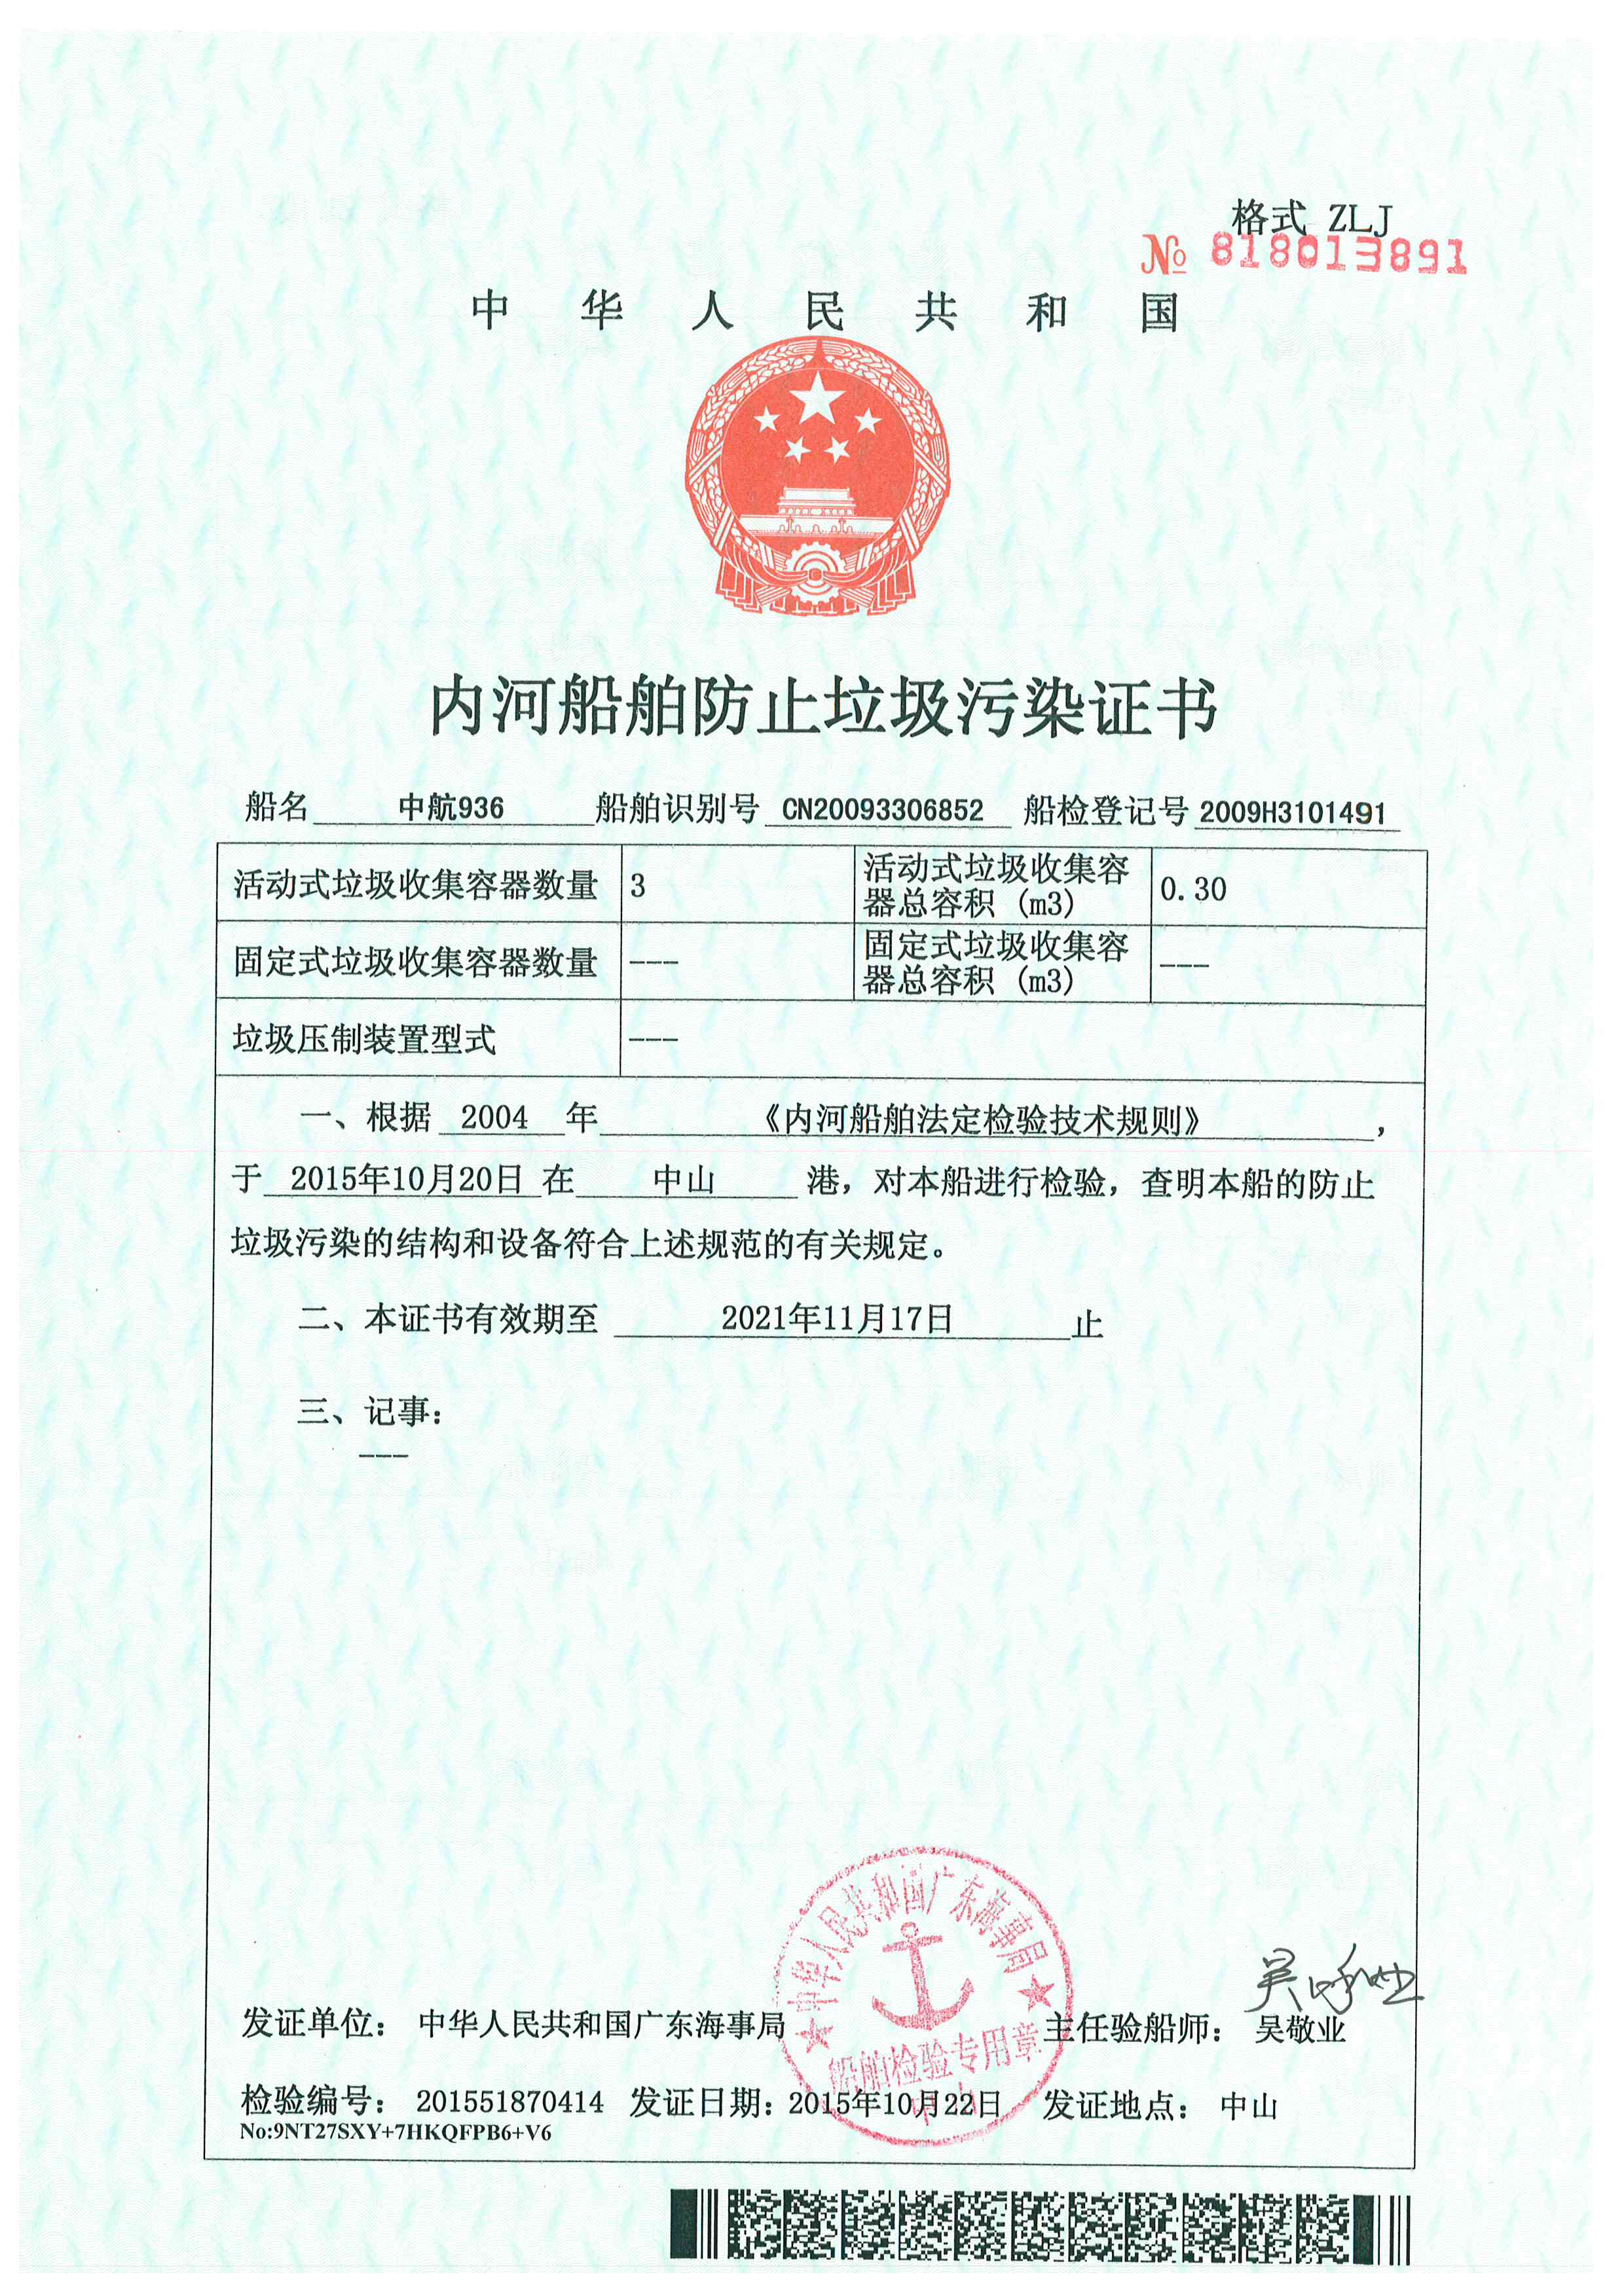 格式 ZLJ
№ 818013891
中华人民共和国
内河船舶防止垃圾污染证书
船名 中航936 船舶识别号 CN20093306852 船检登记号 2009H3101491
活动式垃圾收集容器数量 3 活动式垃圾收集容
器总容积 (m3) 0.30
固定式垃圾收集容器数量 --- 固定式垃圾收集容
器总容积 (m3) ---
垃圾压制装置型式 ---
一、根据 2004 年 《内河船舶法定检验技术规则》,
于 2015年10月20日 在 中山 港, 对本船进行检验, 查明本船的防止
垃圾污染的结构和设备符合上述规范的有关规定。
二、本证书有效期至 2021年11月17日 止
三、记事:
---
中华人民共和国广东海事局
船舶检验专用章
中山
吴敬业
发证单位: 中华人民共和国广东海事局 主任验船师: 吴敬业
检验编号: 201551870414 发证日期: 2015年10月22日 发证地点: 中山
No:9NT27SXY+7HKQFPB6+V6